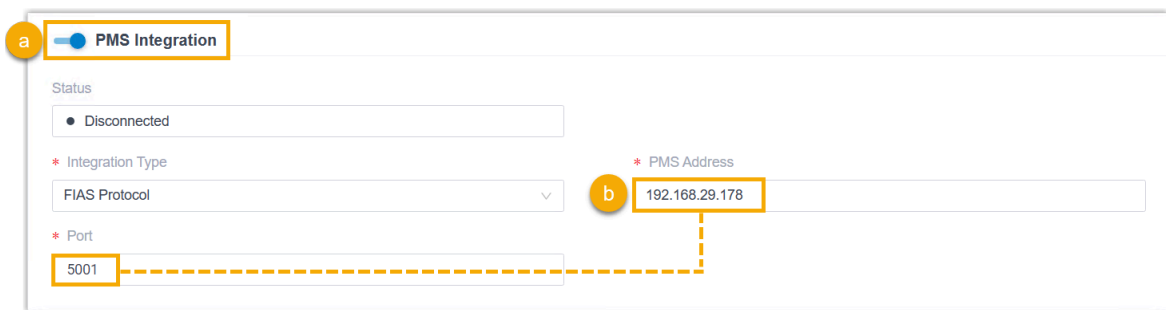 a
PMS Integration
Status
Disconnected
* Integration Type
* PMS Address
FIAS Protocol
b
192.168.29.178
* Port
5001